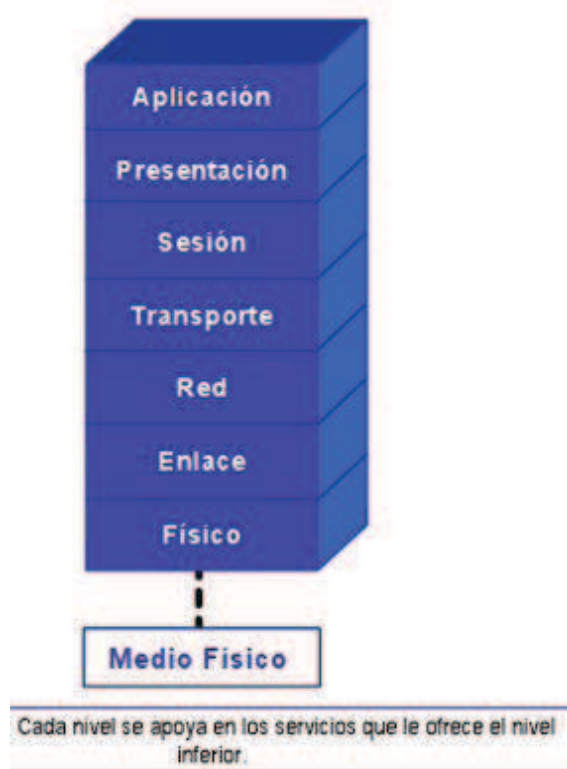 Aplicación
Presentación
Sesión
Transporte
Red
Enlace
Físico
Medio Fisico
Cada nivel se apoya en los servicios que le ofrece el nivel
inferior.